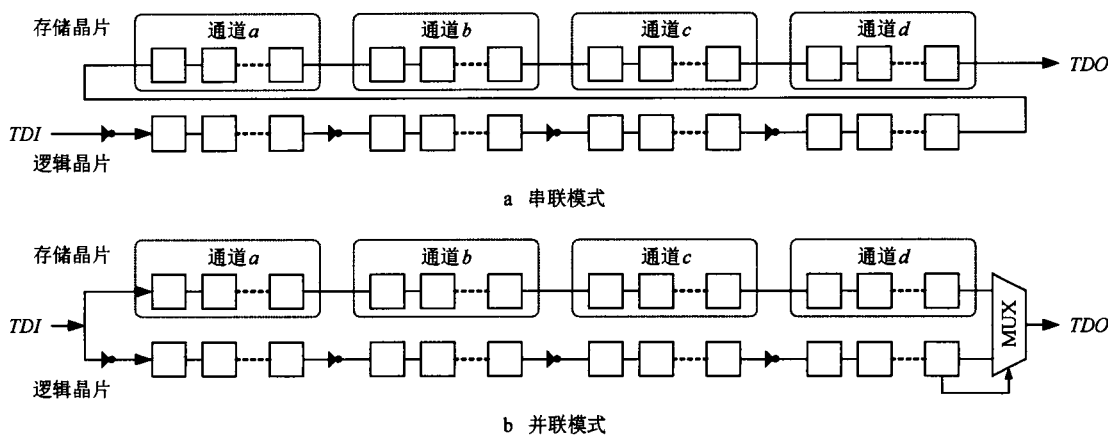 存储晶片
通道a
通道b
通道c
通道d
TDO
TDI
逻辑晶片
a 串联模式
存储晶片
通道a
通道b
通道c
通道d
TDI
MUX
TDO
逻辑晶片
b 并联模式